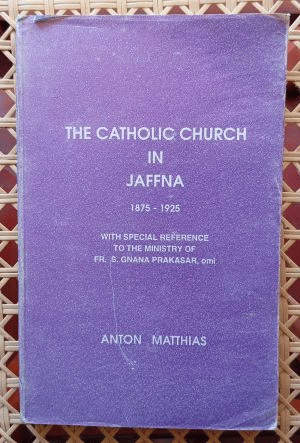 THE CATHOLIC CHURCH
IN
JAFFNA
1875 - 1925
WITH SPECIAL REFERENCE
TO THE MINISTRY OF
FR. S. GNANA PRAKASAR, omi
ANTON MATTHIAS